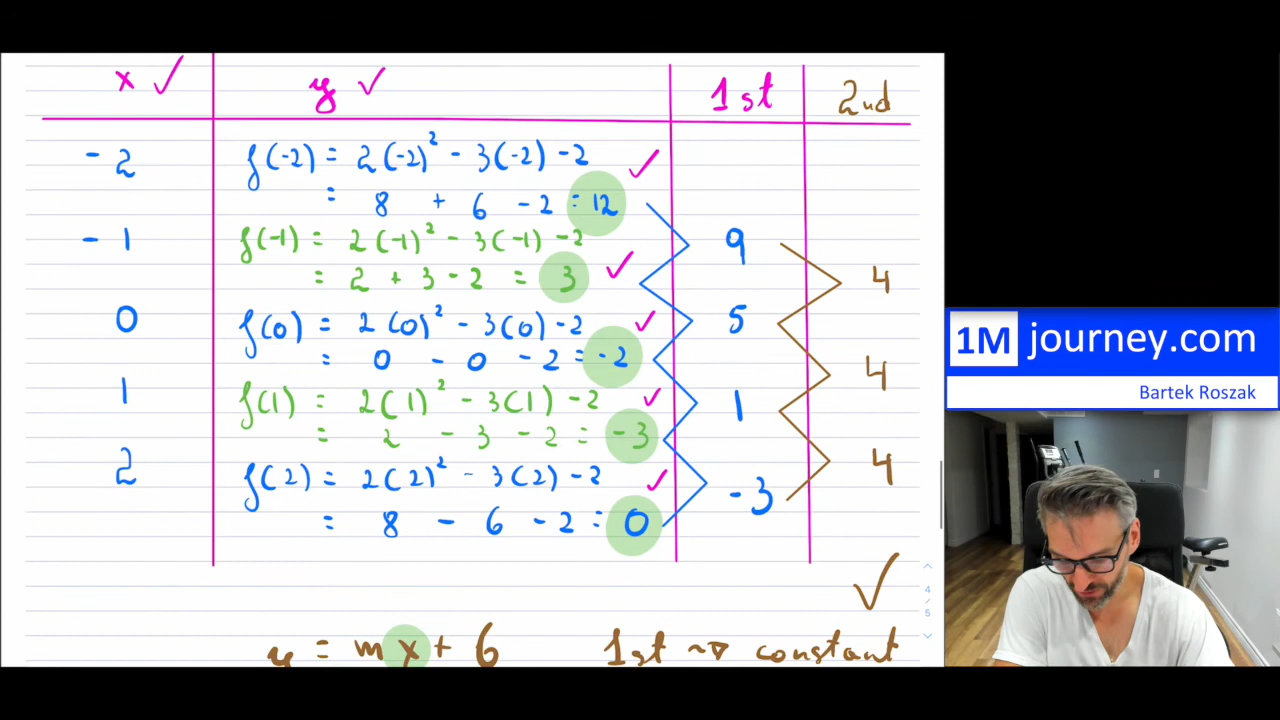 x ✓ y ✓ 1st 2nd
-2 f(-2) = 2(-2)² - 3(-2) -2 ✓
= 8 + 6 - 2 = 12
-1 f(-1) = 2(-1)² - 3(-1) -2 9
= 2 + 3 - 2 = 3 ✓ 4
0 f(0) = 2(0)² - 3(0) -2 ✓ 5
= 0 - 0 - 2 = -2
1 f(1) = 2(1)² - 3(1) -2 ✓ 1 4
= 2 - 3 - 2 = -3
2 f(2) = 2(2)² - 3(2) -2 ✓ 4
= 8 - 6 - 2 = 0 -3
✓
y = mx + 6 1st ~▷ constant
4
/
5
1M journey.com
Bartek Roszak